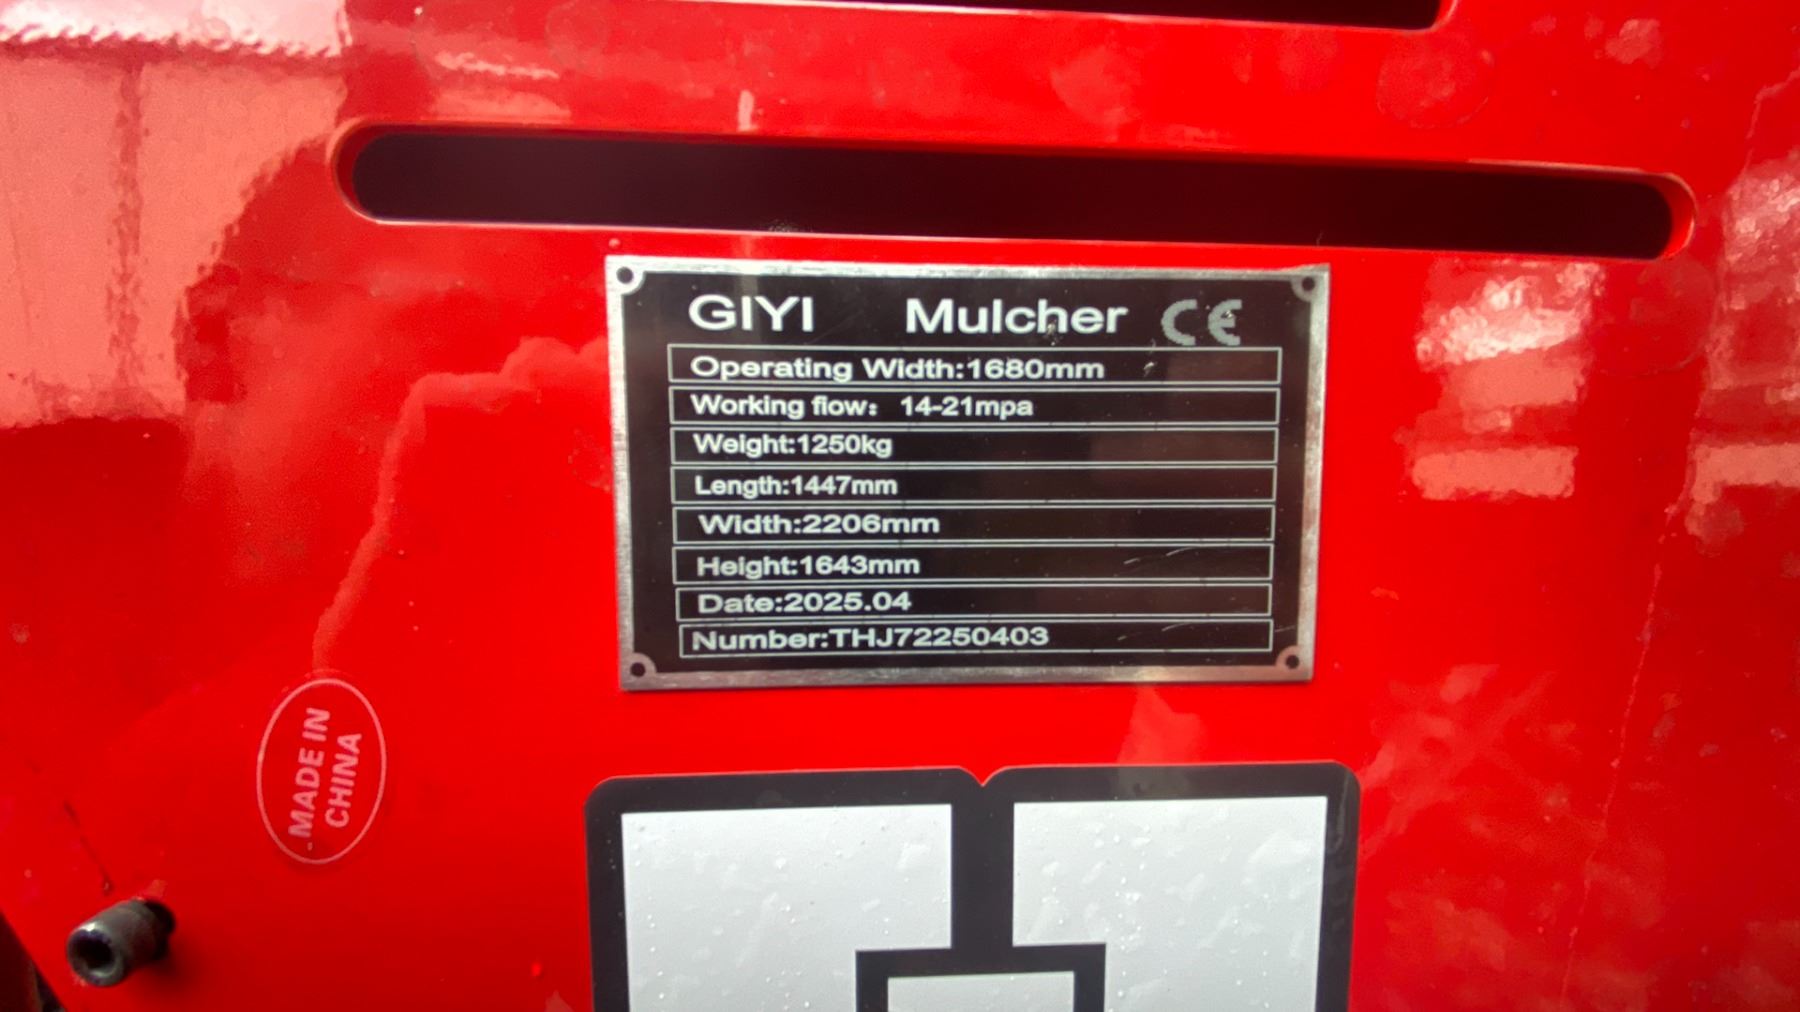 GIYI Mulcher CE
Operating Width:1680mm
Working flow: 14-21mpa
Weight:1250kg
Length:1447mm
Width:2206mm
Height:1643mm
Date:2025.04
Number:THJ72250403
MADE IN
CHINA